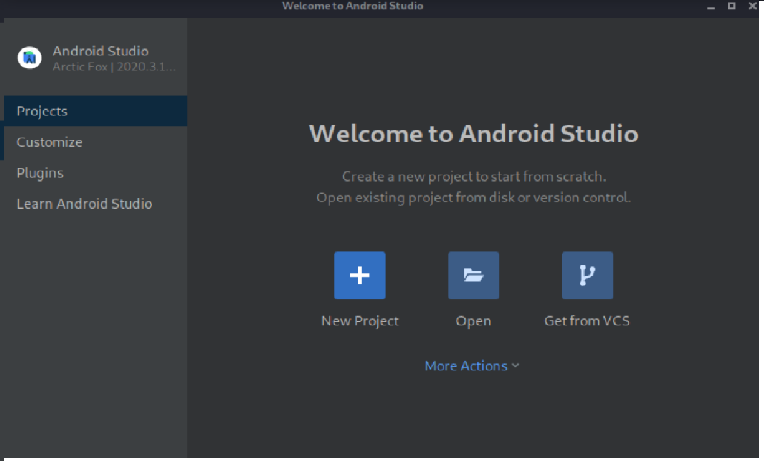 Welcome to Android Studio
Android Studio
Arctic Fox | 2020.3.1...
Projects
Customize
Plugins
Learn Android Studio
Welcome to Android Studio
Create a new project to start from scratch.
Open existing project from disk or version control.
New Project
Open
Get from VCS
More Actions